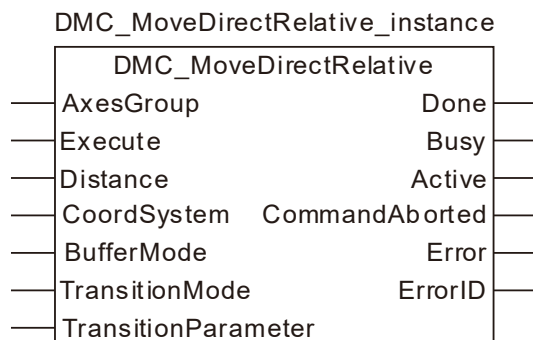 DMC_MoveDirectRelative_instance
DMC_MoveDirectRelative
AxesGroup Done
Execute Busy
Distance Active
CoordSystem CommandAborted
BufferMode Error
TransitionMode ErrorID
TransitionParameter